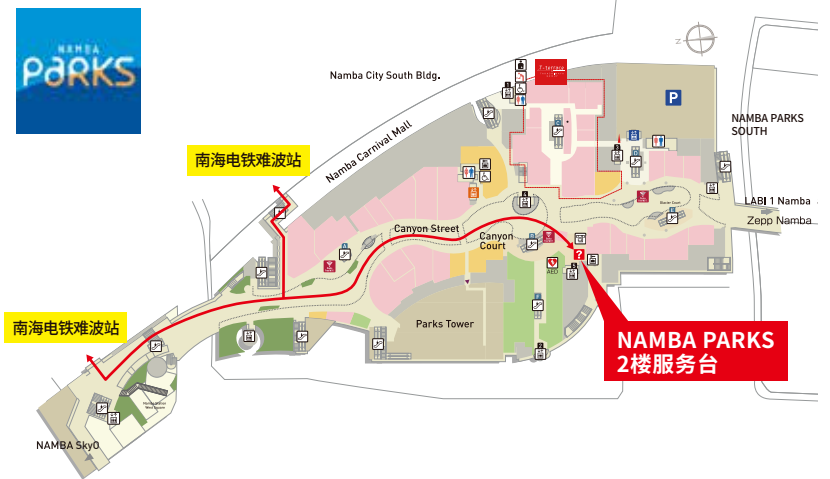 NAMBA
PARKS
Namba City South Bldg.
Namba Carnival Mall
南海电铁难波站
南海电铁难波站
F-terrace
P
NAMBA PARKS
SOUTH
LABI 1 Namba
Zepp Namba
Canyon Street
Canyon
Court
AED
?
Parks Tower
NAMBA PARKS
2楼服务台
NAMBA SkyO